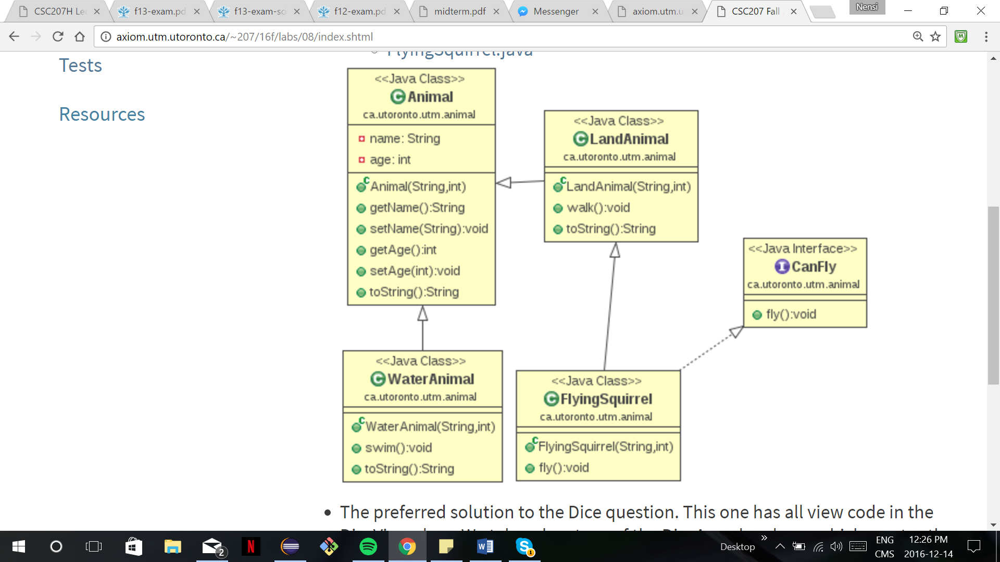 CSC207H Le
f13-exam.pd
f13-exam-so
f12-exam.pd
midterm.pdf
Messenger
axiom.utm.u
CSC207 Fall
Nensi
axiom.utm.utoronto.ca/~207/16f/labs/08/index.shtml
FlyingSquirrel.java
Tests
Resources
<<Java Class>>
Animal
ca.utoronto.utm.animal
name: String
age: int
Animal(String,int)
getName():String
setName(String):void
getAge():int
setAge(int):void
toString():String
<<Java Class>>
LandAnimal
ca.utoronto.utm.animal
LandAnimal(String,int)
walk():void
toString():String
<<Java Interface>>
CanFly
ca.utoronto.utm.animal
fly():void
<<Java Class>>
WaterAnimal
ca.utoronto.utm.animal
WaterAnimal(String,int)
swim():void
toString():String
<<Java Class>>
FlyingSquirrel
ca.utoronto.utm.animal
FlyingSquirrel(String,int)
fly():void
• The preferred solution to the Dice question. This one has all view code in the
Desktop
ENG
CMS
12:26 PM
2016-12-14